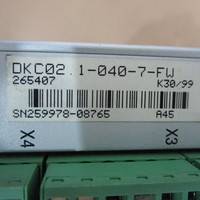 DKC02.1-040-7-FW
265407 K30/99
SN259978-08765 A45
X4 X3